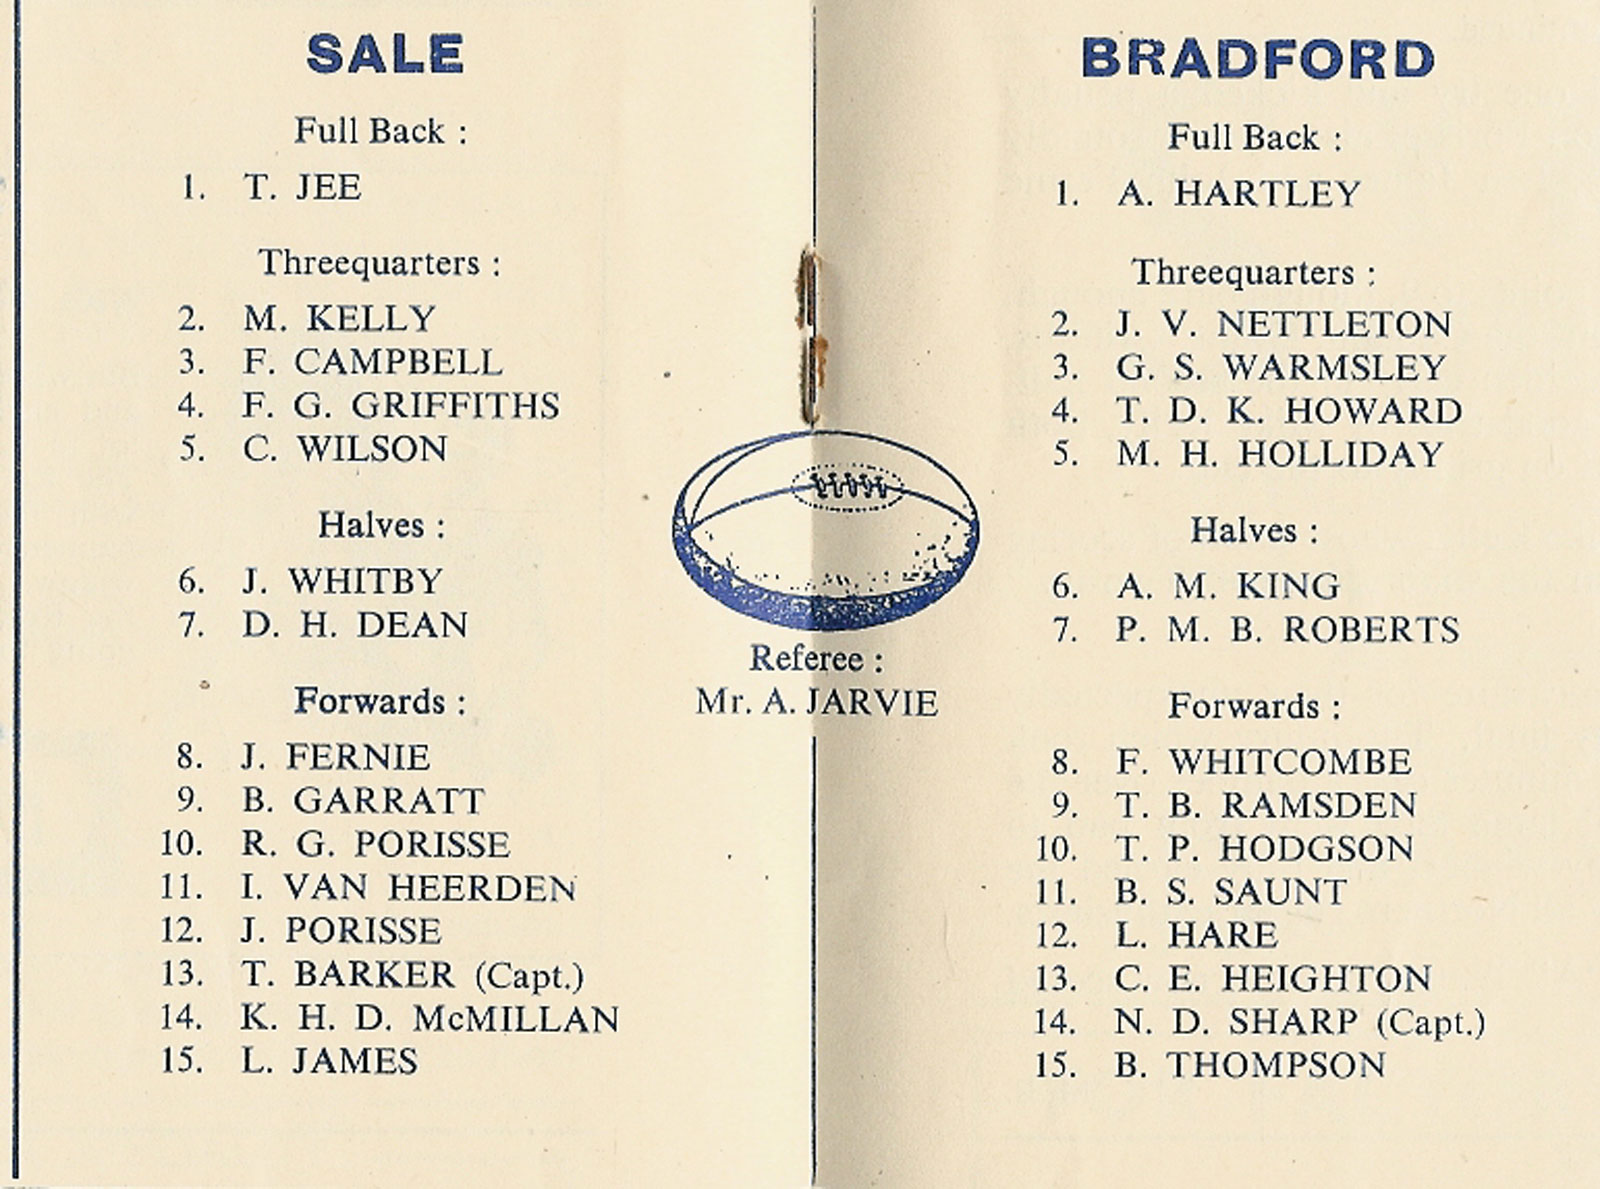 SALE
Full Back :
1. T. JEE
Threequarters :
2. M. KELLY
3. F. CAMPBELL
4. F. G. GRIFFITHS
5. C. WILSON
Halves :
6. J. WHITBY
7. D. H. DEAN
Forwards :
8. J. FERNIE
9. B. GARRATT
10. R. G. PORISSE
11. I. VAN HEERDEN
12. J. PORISSE
13. T. BARKER (Capt.)
14. K. H. D. McMILLAN
15. L. JAMES
Referee :
Mr. A. JARVIE
BRADFORD
Full Back :
1. A. HARTLEY
Threequarters :
2. J. V. NETTLETON
3. G. S. WARMSLEY
4. T. D. K. HOWARD
5. M. H. HOLLIDAY
Halves :
6. A. M. KING
7. P. M. B. ROBERTS
Forwards :
8. F. WHITCOMBE
9. T. B. RAMSDEN
10. T. P. HODGSON
11. B. S. SAUNT
12. L. HARE
13. C. E. HEIGHTON
14. N. D. SHARP (Capt.)
15. B. THOMPSON